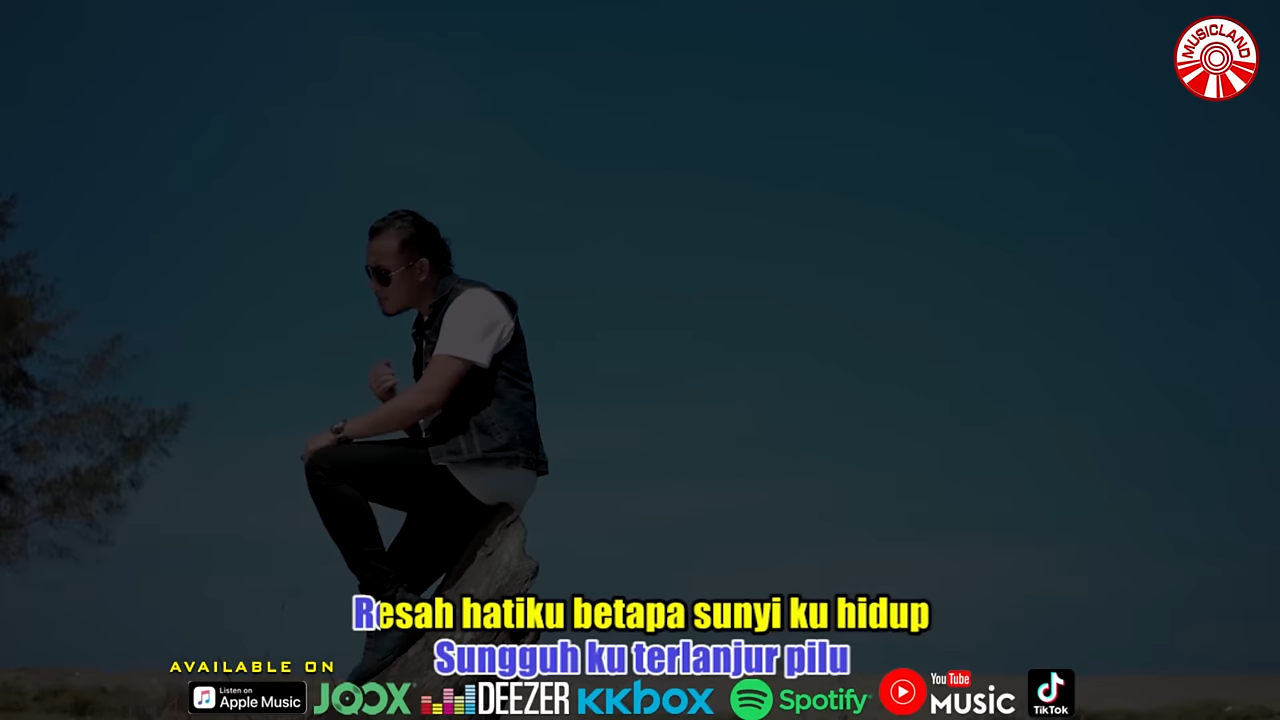 MUSICLAND
Resah hatiku betapa sunyi ku hidup
Sungguh ku terlanjur pilu
AVAILABLE ON
Listen on
Apple Music
JOOX
DEEZER
KKBOX
Spotify
YouTube
MUSIC
TikTok